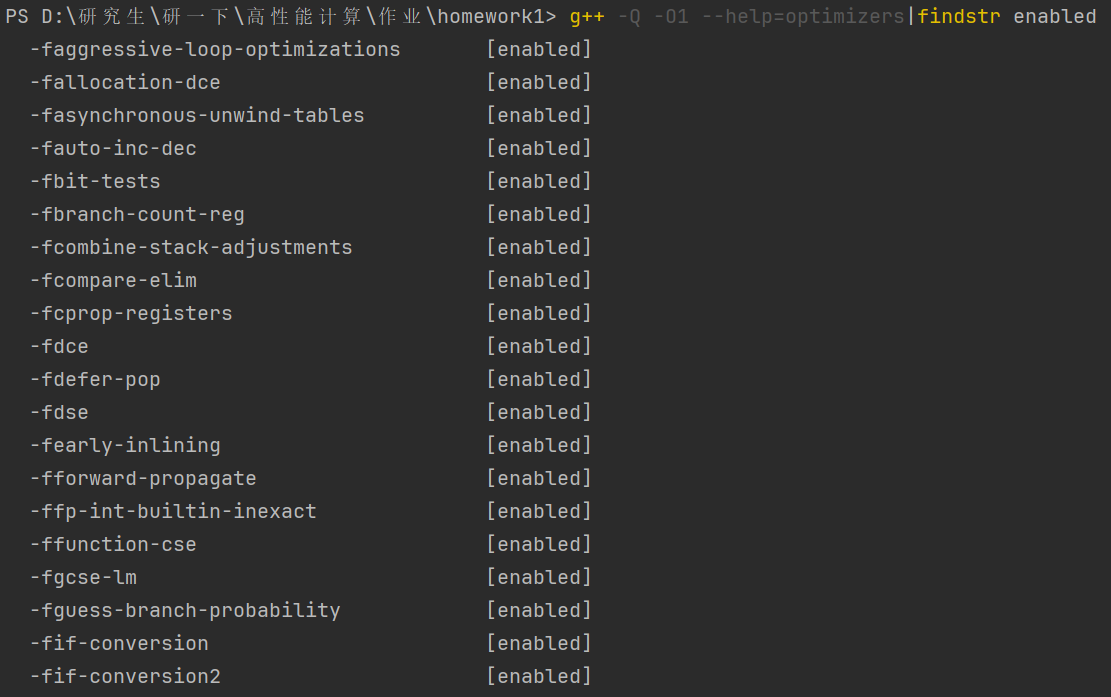 PS D:\研究生\研一下\高性能计算\作业\homework1> g++ -Q -O1 --help=optimizers|findstr enabled
-faggressive-loop-optimizations [enabled]
-fallocation-dce [enabled]
-fasynchronous-unwind-tables [enabled]
-fauto-inc-dec [enabled]
-fbit-tests [enabled]
-fbranch-count-reg [enabled]
-fcombine-stack-adjustments [enabled]
-fcompare-elim [enabled]
-fcprop-registers [enabled]
-fdce [enabled]
-fdefer-pop [enabled]
-fdse [enabled]
-fearly-inlining [enabled]
-fforward-propagate [enabled]
-ffp-int-builtin-inexact [enabled]
-ffunction-cse [enabled]
-fgcse-lm [enabled]
-fguess-branch-probability [enabled]
-fif-conversion [enabled]
-fif-conversion2 [enabled]